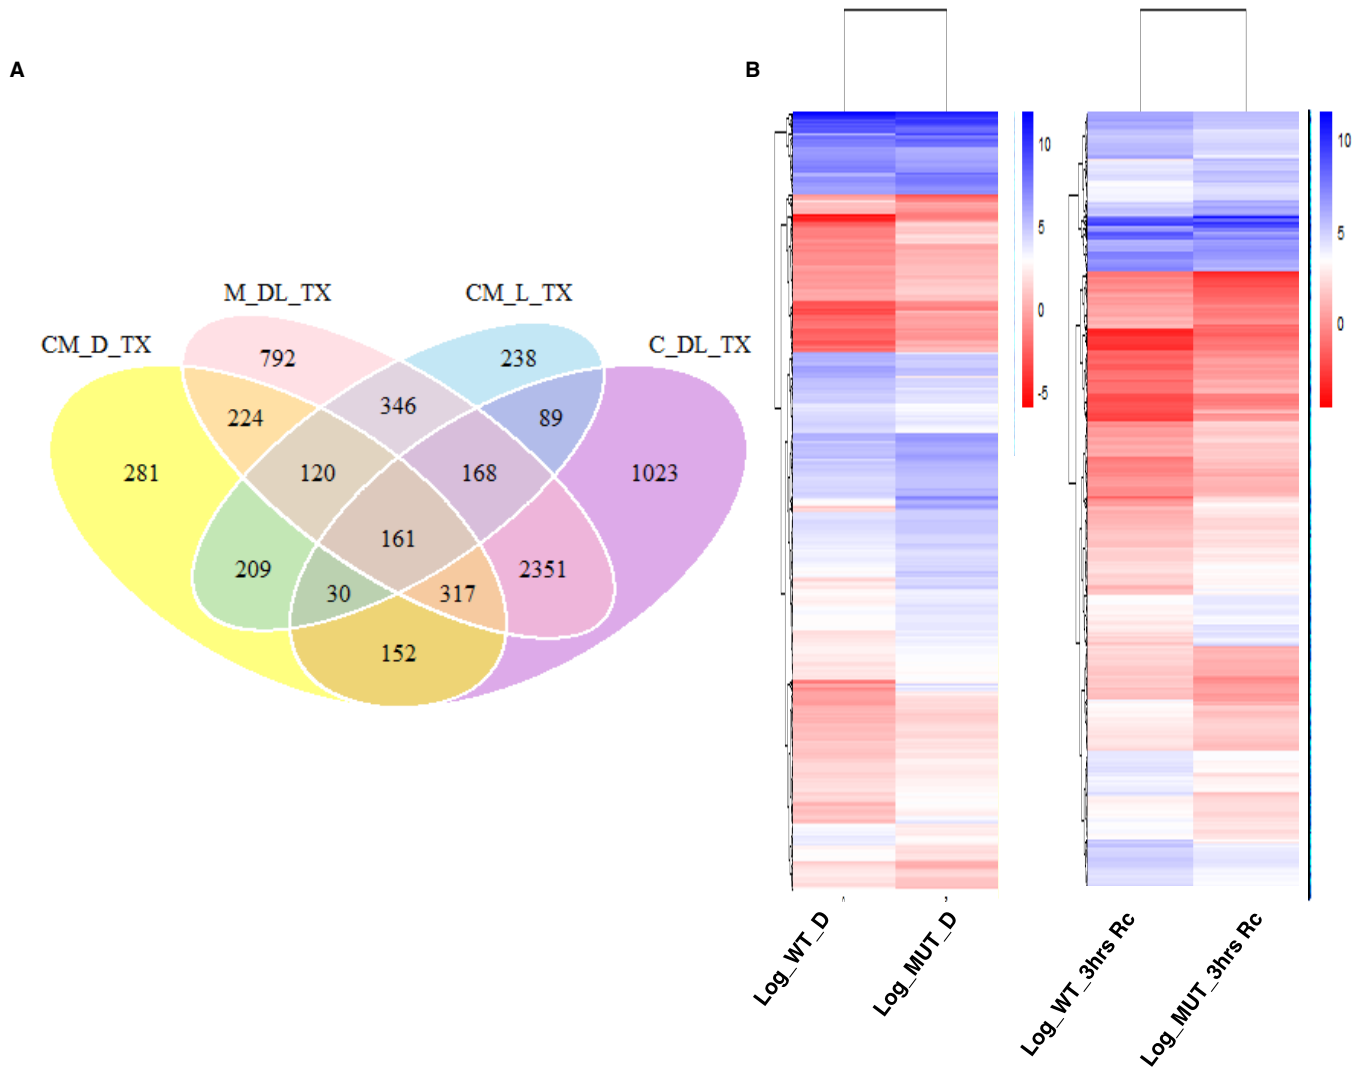 A
B
M_DL_TX
CM_L_TX
CM_D_TX
C_DL_TX
792
238
346
224
89
281
120
168
1023
161
209
2351
30
317
152
10
5
0
-5
10
5
0
Log_WT_D
Log_MUT_D
Log_WT_3hrs Rc
Log_MUT_3hrs Rc